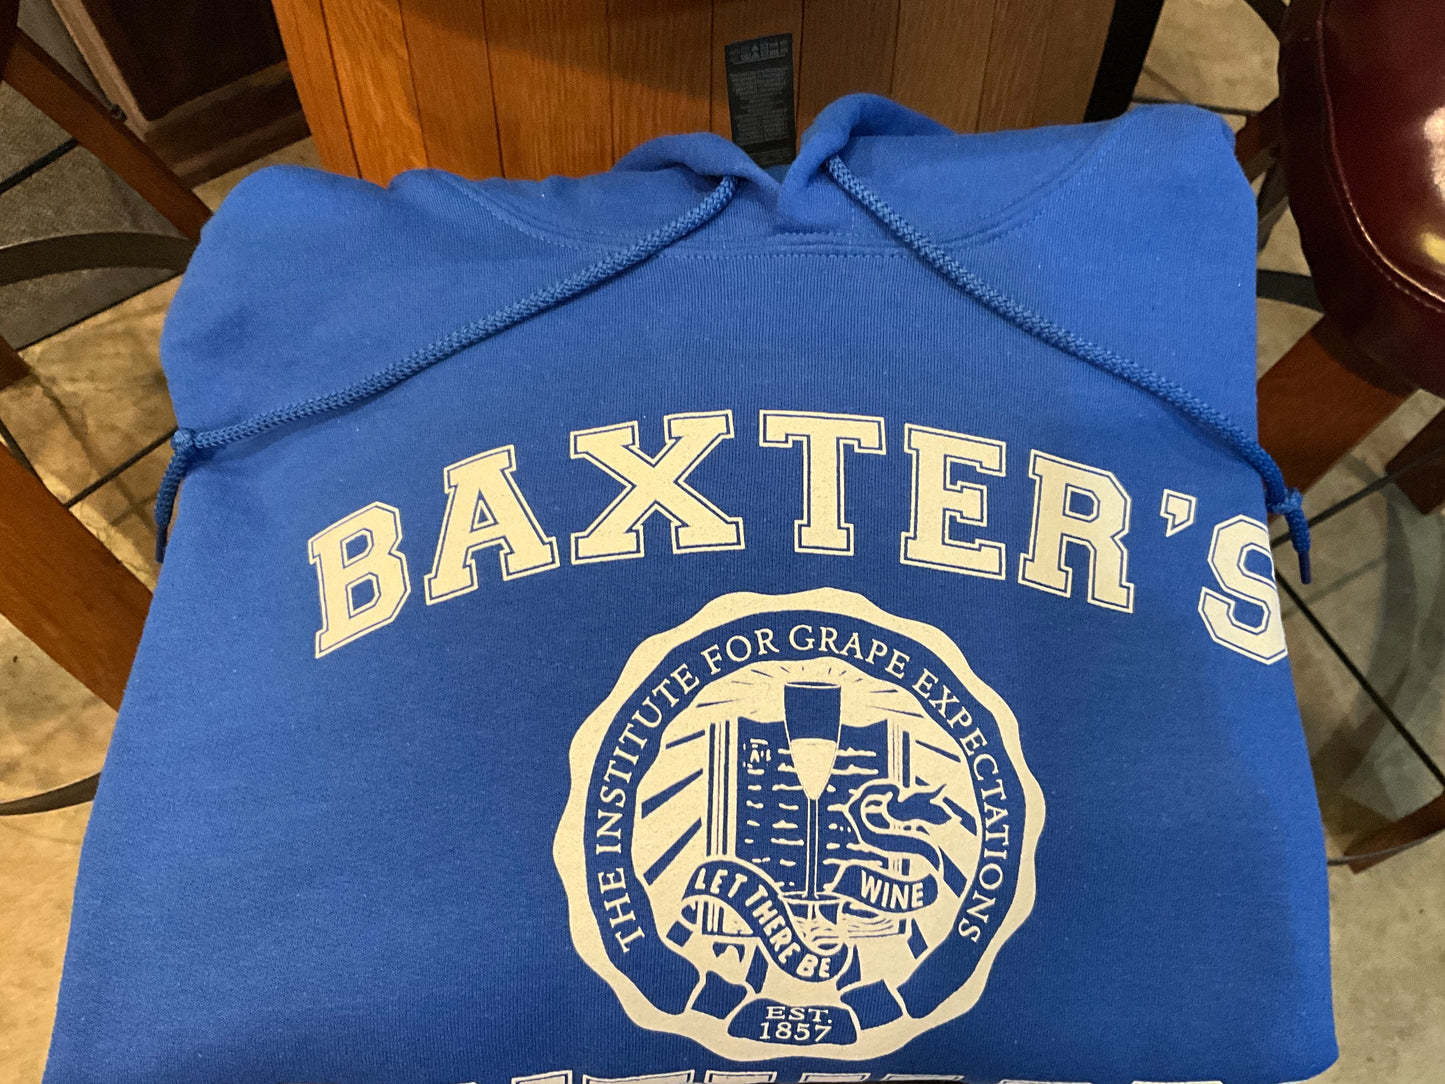 BAXTER'S
THE INSTITUTE FOR GRAPE EXPECTATIONS
LET THERE BE WINE
EST.
1857